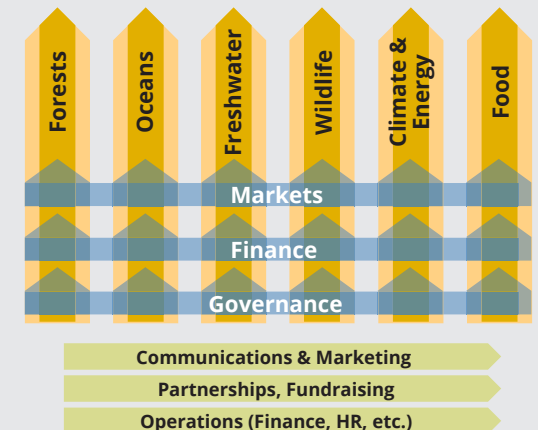 Forests
Oceans
Freshwater
Wildlife
Climate &
Energy
Food
Markets
Finance
Governance
Communications & Marketing
Partnerships, Fundraising
Operations (Finance, HR, etc.)